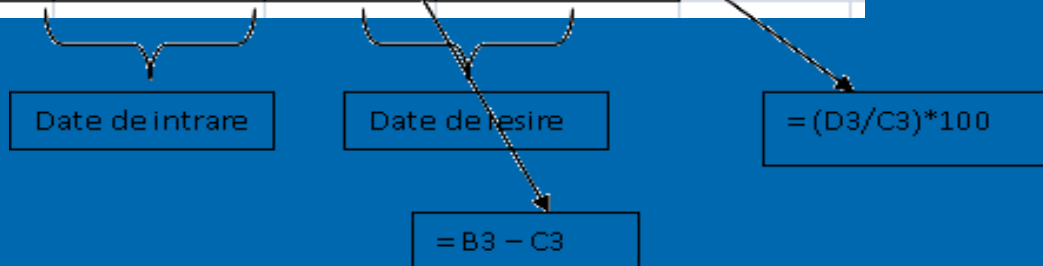 Date de intrare
Date de Iesire
=(D3/C3)*100
=B3 – C3